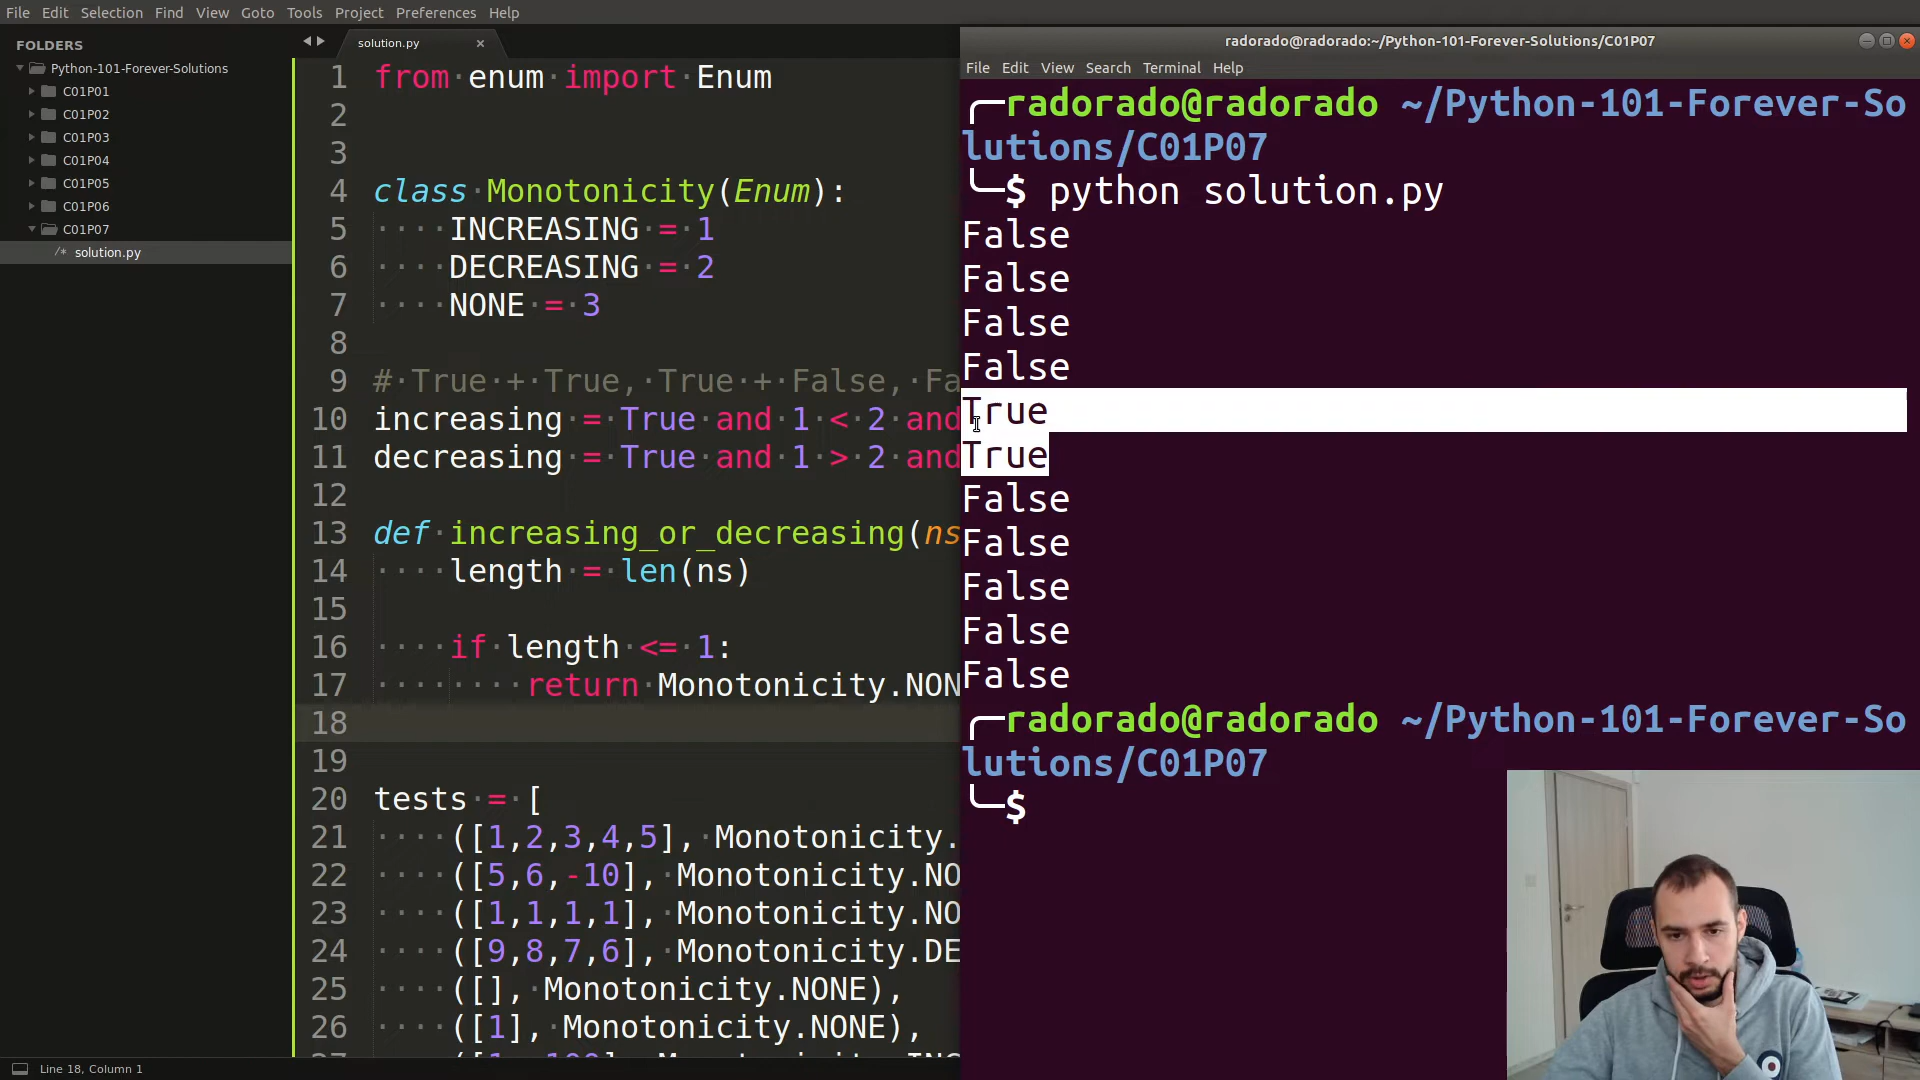 File Edit Selection Find View Goto Tools Project Preferences Help
FOLDERS
Python-101-Forever-Solutions
C01P01
C01P02
C01P03
C01P04
C01P05
C01P06
C01P07
/* solution.py
solution.py ×
1 from enum import Enum
2
3
4 class Monotonicity(Enum):
5 INCREASING = 1
6 DECREASING = 2
7 NONE = 3
8
9 # True + True, True + False, Fa
10 increasing = True and 1 < 2 and
11 decreasing = True and 1 > 2 and
12
13 def increasing_or_decreasing(ns
14 length = len(ns)
15
16 if length <= 1:
17 return Monotonicity.NON
18
19
20 tests = [
21 ([1,2,3,4,5], Monotonicity.
22 ([5,6,-10], Monotonicity.NO
23 ([1,1,1,1], Monotonicity.NO
24 ([9,8,7,6], Monotonicity.DE
25 ([], Monotonicity.NONE),
26 ([1], Monotonicity.NONE),
Line 18, Column 1
radorado@radorado:~/Python-101-Forever-Solutions/C01P07
File Edit View Search Terminal Help
radorado@radorado ~/Python-101-Forever-So
lutions/C01P07
$ python solution.py
False
False
False
False
True
True
False
False
False
False
False
radorado@radorado ~/Python-101-Forever-So
lutions/C01P07
$